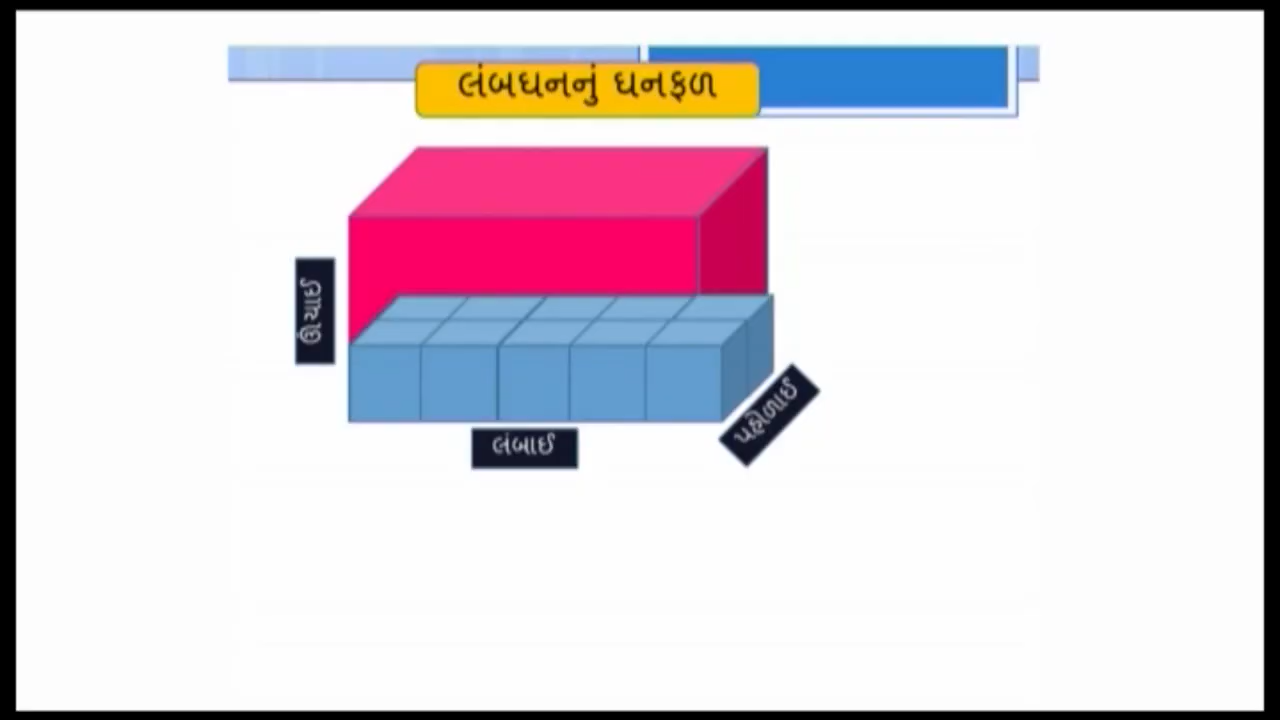 લંબઘનનું ઘનફળ
ઊંચાઈ
પહોળાઈ
લંબાઈ